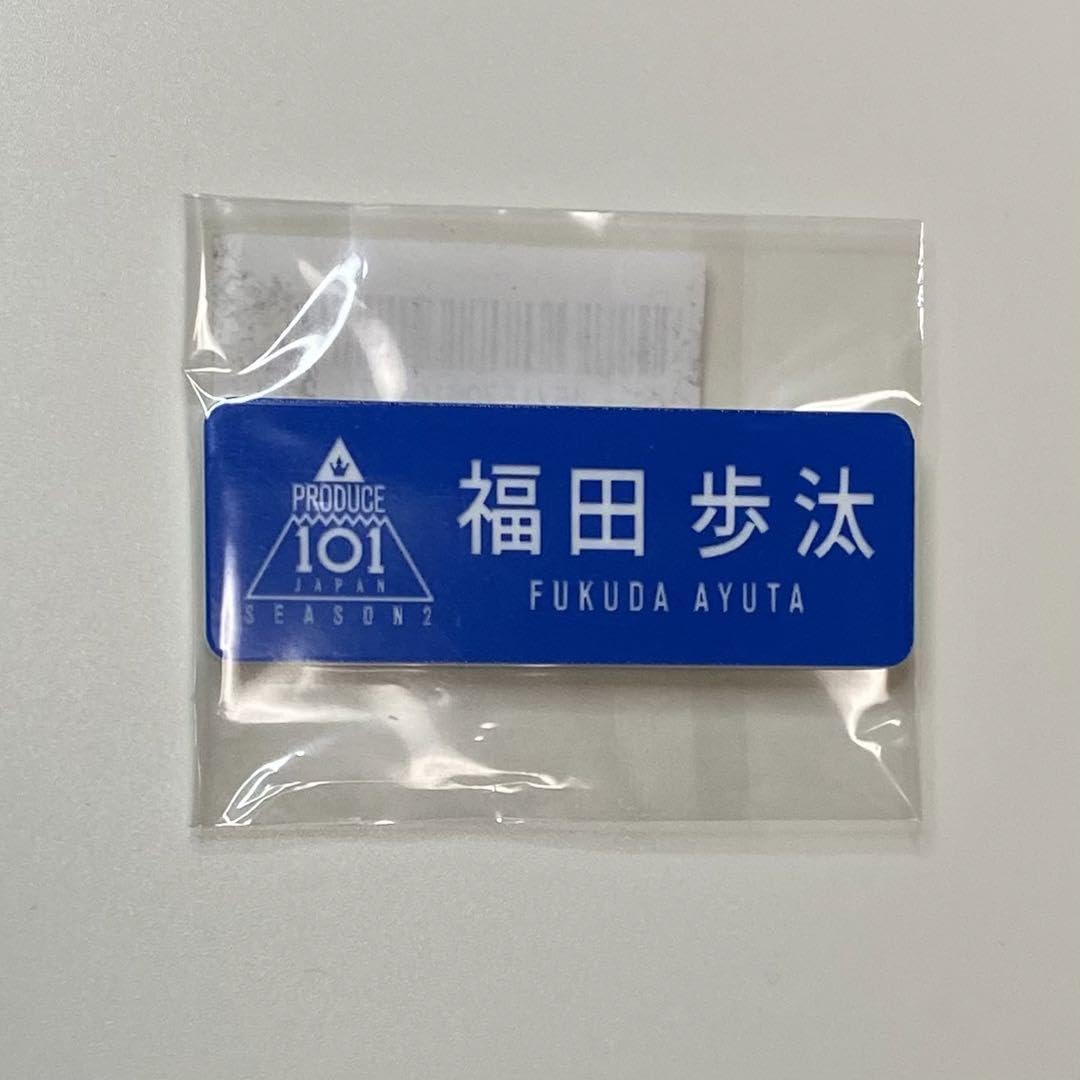 PRODUCE
101
JAPAN
SEASON2
福田 歩汰
FUKUDA AYUTA